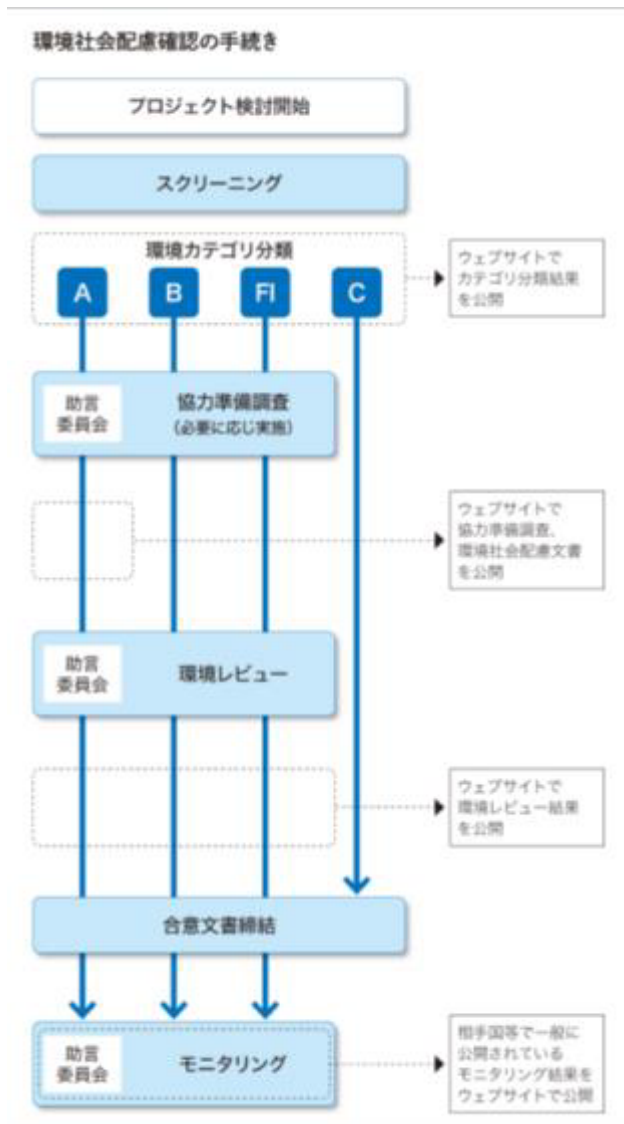 環境社会配慮確認の手続き
プロジェクト検討開始
スクリーニング
環境カテゴリ分類
A
B
FI
C
ウェブサイトで
カテゴリ分類結果
を公開
助言
委員会
協力準備調査
(必要に応じ実施)
ウェブサイトで
協力準備調査、
環境社会配慮文書
を公開
助言
委員会
環境レビュー
ウェブサイトで
環境レビュー結果
を公開
合意文書締結
助言
委員会
モニタリング
相手国等で一般に
公開されている
モニタリング結果を
ウェブサイトで公開